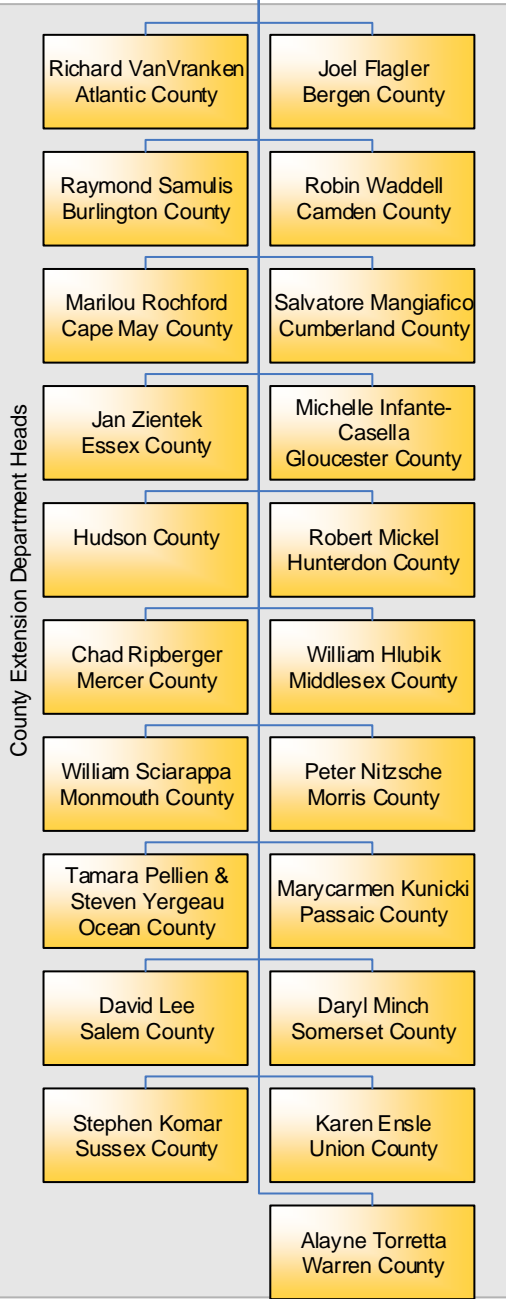 County Extension Department Heads
Richard VanVranken
Atlantic County
Joel Flagler
Bergen County
Raymond Samulis
Burlington County
Robin Waddell
Camden County
Marilou Rochford
Cape May County
Salvatore Mangiafico
Cumberland County
Jan Zientek
Essex County
Michelle Infante-
Casella
Gloucester County
Hudson County
Robert Mickel
Hunterdon County
Chad Ripberger
Mercer County
William Hlubik
Middlesex County
William Sciarappa
Monmouth County
Peter Nitzsche
Morris County
Tamara Pellien &
Steven Yergeau
Ocean County
Marycarmen Kunicki
Passaic County
David Lee
Salem County
Daryl Minch
Somerset County
Stephen Komar
Sussex County
Karen Ensle
Union County
Alayne Torretta
Warren County